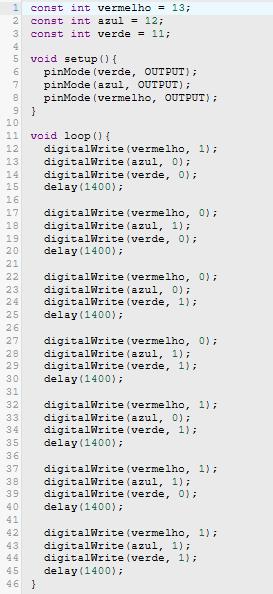 1 const int vermelho = 13;
2 const int azul = 12;
3 const int verde = 11;
4
5 void setup(){
6   pinMode(verde, OUTPUT);
7   pinMode(azul, OUTPUT);
8   pinMode(vermelho, OUTPUT);
9 }
10
11 void loop(){
12   digitalWrite(vermelho, 1);
13   digitalWrite(azul, 0);
14   digitalWrite(verde, 0);
15   delay(1400);
16
17   digitalWrite(vermelho, 0);
18   digitalWrite(azul, 1);
19   digitalWrite(verde, 0);
20   delay(1400);
21
22   digitalWrite(vermelho, 0);
23   digitalWrite(azul, 0);
24   digitalWrite(verde, 1);
25   delay(1400);
26
27   digitalWrite(vermelho, 0);
28   digitalWrite(azul, 1);
29   digitalWrite(verde, 1);
30   delay(1400);
31
32   digitalWrite(vermelho, 1);
33   digitalWrite(azul, 0);
34   digitalWrite(verde, 1);
35   delay(1400);
36
37   digitalWrite(vermelho, 1);
38   digitalWrite(azul, 1);
39   digitalWrite(verde, 0);
40   delay(1400);
41
42   digitalWrite(vermelho, 1);
43   digitalWrite(azul, 1);
44   digitalWrite(verde, 1);
45   delay(1400);
46 }